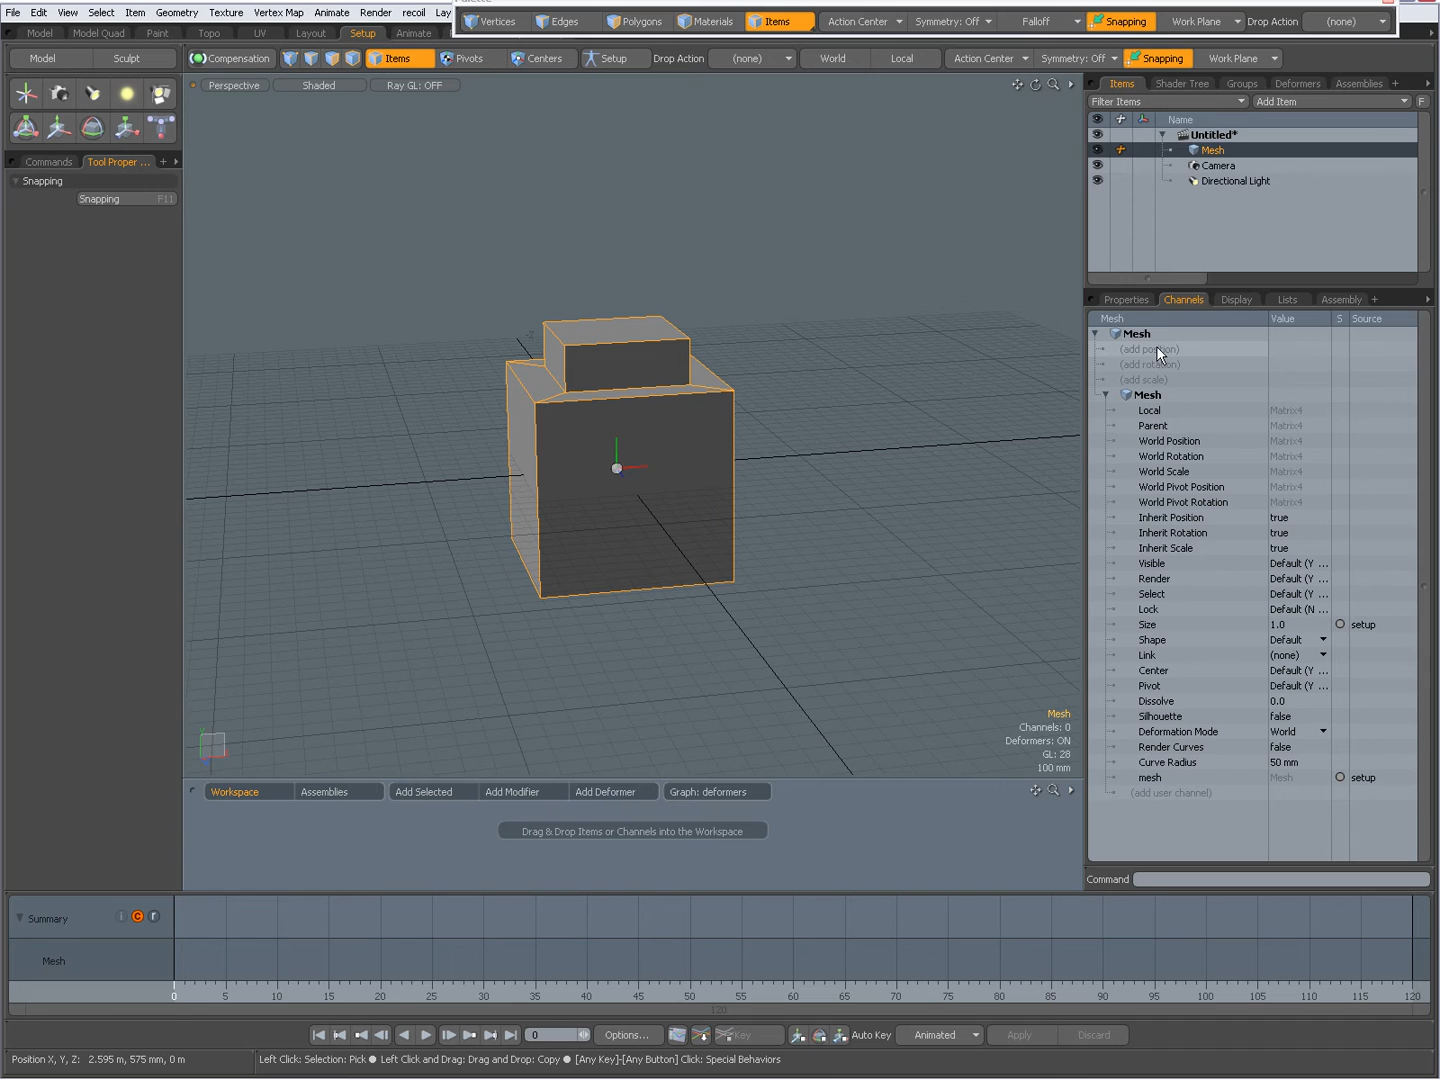 Vertices Edges Polygons Materials Items Action Center Symmetry: Off Falloff Snapping Work Plane Drop Action (none)
File Edit View Select Item Geometry Texture Vertex Map Animate Render recoil Lay
Model Model Quad Paint Topo UV Layout Setup Animate
Model Sculpt Compensation Items Pivots Centers Setup Drop Action (none) World Local Action Center Symmetry: Off Snapping Work Plane
Perspective Shaded Ray GL: OFF
Items Shader Tree Groups Deformers Assemblies +
Filter Items Add Item F
Name
Untitled*
Mesh
Camera
Directional Light
Commands Tool Proper ... +
Snapping
Snapping F11
Properties Channels Display Lists Assembly +
Mesh Value S Source
Mesh
(add position)
(add rotation)
(add scale)
Mesh
Local Matrix4
Parent Matrix4
World Position Matrix4
World Rotation Matrix4
World Scale Matrix4
World Pivot Position Matrix4
World Pivot Rotation Matrix4
Inherit Position true
Inherit Rotation true
Inherit Scale true
Visible Default (Y ...
Render Default (Y ...
Select Default (Y ...
Lock Default (N ...
Size 1.0 setup
Shape Default
Link (none)
Center Default (Y ...
Pivot Default (Y ...
Dissolve 0.0
Silhouette false
Deformation Mode World
Render Curves false
Curve Radius 50 mm
mesh Mesh setup
(add user channel)
Mesh
Channels: 0
Deformers: ON
GL: 28
100 mm
Workspace Assemblies Add Selected Add Modifier Add Deformer Graph: deformers
Drag & Drop Items or Channels into the Workspace
Command
Summary i C r
Mesh
0 5 10 15 20 25 30 35 40 45 50 55 60 65 70 75 80 85 90 95 100 105 110 115 120
120
0 Options... Key Auto Key Animated Apply Discard
Position X, Y, Z: 2.595 m, 575 mm, 0 m Left Click: Selection: Pick ● Left Click and Drag: Drag and Drop: Copy ● [Any Key]-[Any Button] Click: Special Behaviors